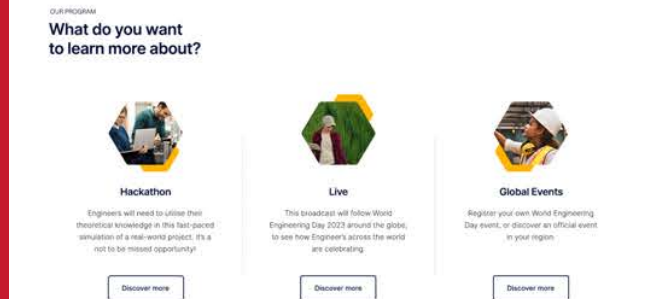 OUR PROGRAM
What do you want
to learn more about?
Hackathon
Engineers will need to utilise their
theoretical knowledge in this fast-paced
simulation of a real-world project. It's a
not to be missed opportunity!
Discover more
Live
This broadcast will follow World
Engineering Day 2023 around the globe,
to see how Engineer's across the world
are celebrating.
Discover more
Global Events
Register your own World Engineering
Day event, or discover an official event
in your region.
Discover more